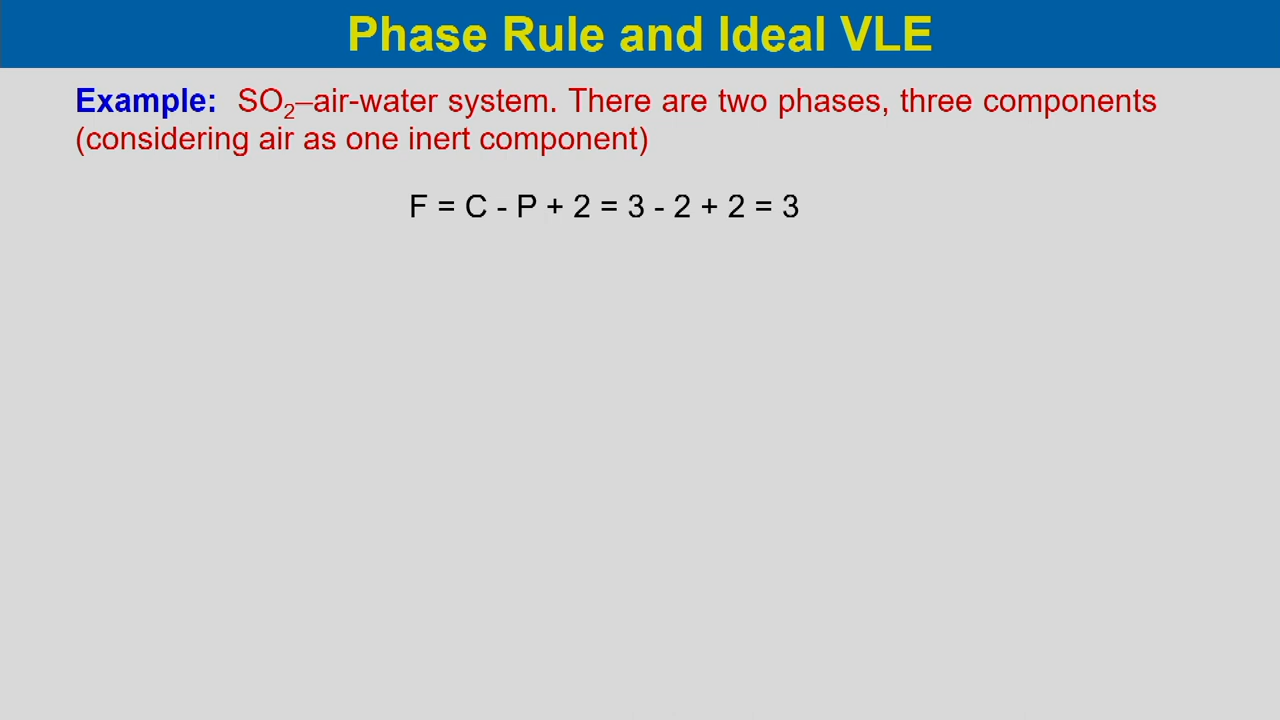 Phase Rule and Ideal VLE
Example: SO₂–air-water system. There are two phases, three components
(considering air as one inert component)
F = C - P + 2 = 3 - 2 + 2 = 3